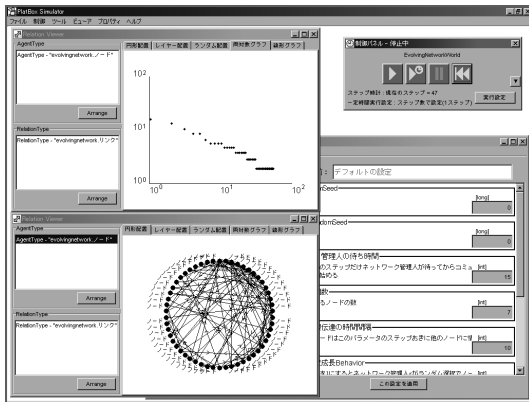 PlatBox Simulator
ファイル 制御 ツール ビューア プロパティ ヘルプ
Relation Viewer
AgentType
AgentType - "evolvingnetwork.ノード"
Arrange
RelationType
RelationType - "evolvingnetwork.リンク"
Arrange
円形配置 レイヤー配置 ランダム配置 両対数グラフ 線形グラフ
10²
10¹
10⁰
10⁰ 10¹ 10²
制御パネル - 停止中
EvolvingNetworkWorld
ステップ時計：現在のステップ = 47
一定時間実行設定：ステップ数で設定(1ステップ)
実行設定
Relation Viewer
AgentType
AgentType - "evolvingnetwork.ノード"
Arrange
RelationType
RelationType - "evolvingnetwork.リンク"
Arrange
円形配置 レイヤー配置 ランダム配置 両対数グラフ 線形グラフ
デフォルトの設定
omSeed
[long]
0
domSeed
[long]
0
管理人の待ち時間
のステップだけネットワーク管理人が待ってからコミュ
始める
[int]
15
数
るノードの数
[int]
7
伝達の時間間隔
ードはこのパラメータのステップおきに他のノードに情
[int]
10
成長Behavior
[int]
この設定を適用